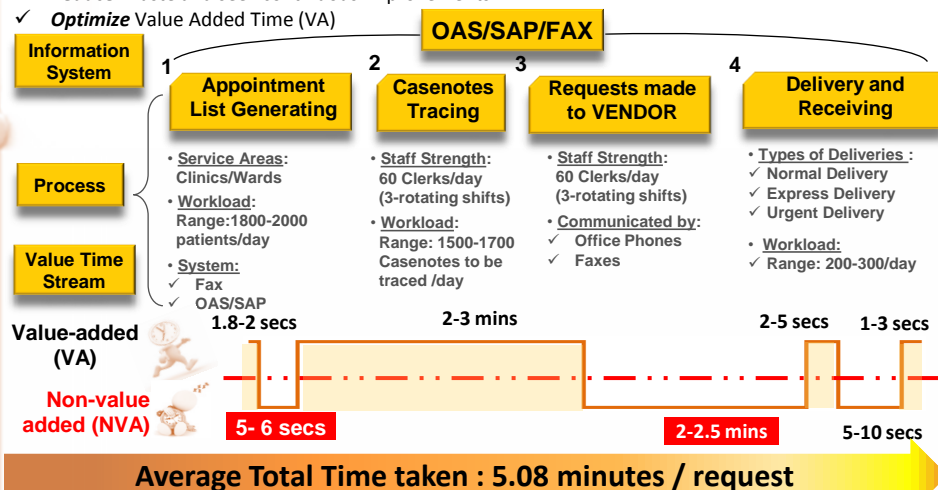 ✓ Optimize Value Added Time (VA)
OAS/SAP/FAX
Information
System
1
Appointment
List Generating
2
Casenotes
Tracing
3
Requests made
to VENDOR
4
Delivery and
Receiving
Process
• Service Areas:
Clinics/Wards
• Workload:
Range:1800-2000
patients/day
• System:
✓ Fax
✓ OAS/SAP
• Staff Strength:
60 Clerks/day
(3-rotating shifts)
• Workload:
Range: 1500-1700
Casenotes to be
traced /day
• Staff Strength:
60 Clerks/day
(3-rotating shifts)
• Communicated by:
✓ Office Phones
✓ Faxes
• Types of Deliveries :
✓ Normal Delivery
✓ Express Delivery
✓ Urgent Delivery
• Workload:
✓ Range: 200-300/day
Value Time
Stream
Value-added
(VA)
1.8-2 secs
2-3 mins
2-5 secs
1-3 secs
Non-value
added (NVA)
5- 6 secs
2-2.5 mins
5-10 secs
Average Total Time taken : 5.08 minutes / request